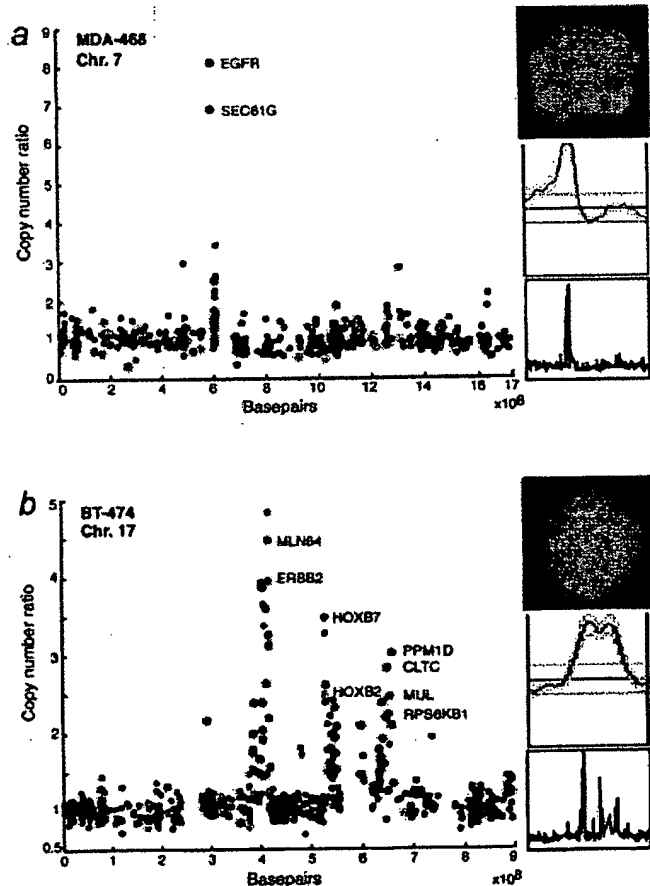 a
MDA-468
Chr. 7
Copy number ratio
9
8
7
6
5
4
3
2
1
0
EGFR
SEC61G
0 2 4 6 8 10 12 14 16 17
Basepairs
x10⁸
b
BT-474
Chr. 17
Copy number ratio
5
4
3
2
1
0.5
MLN64
ERBB2
HOXB7
HOXB2
PPM1D
CLTC
MUL
RPS6KB1
0 1 2 3 4 5 6 7 8 9
Basepairs
x10⁸